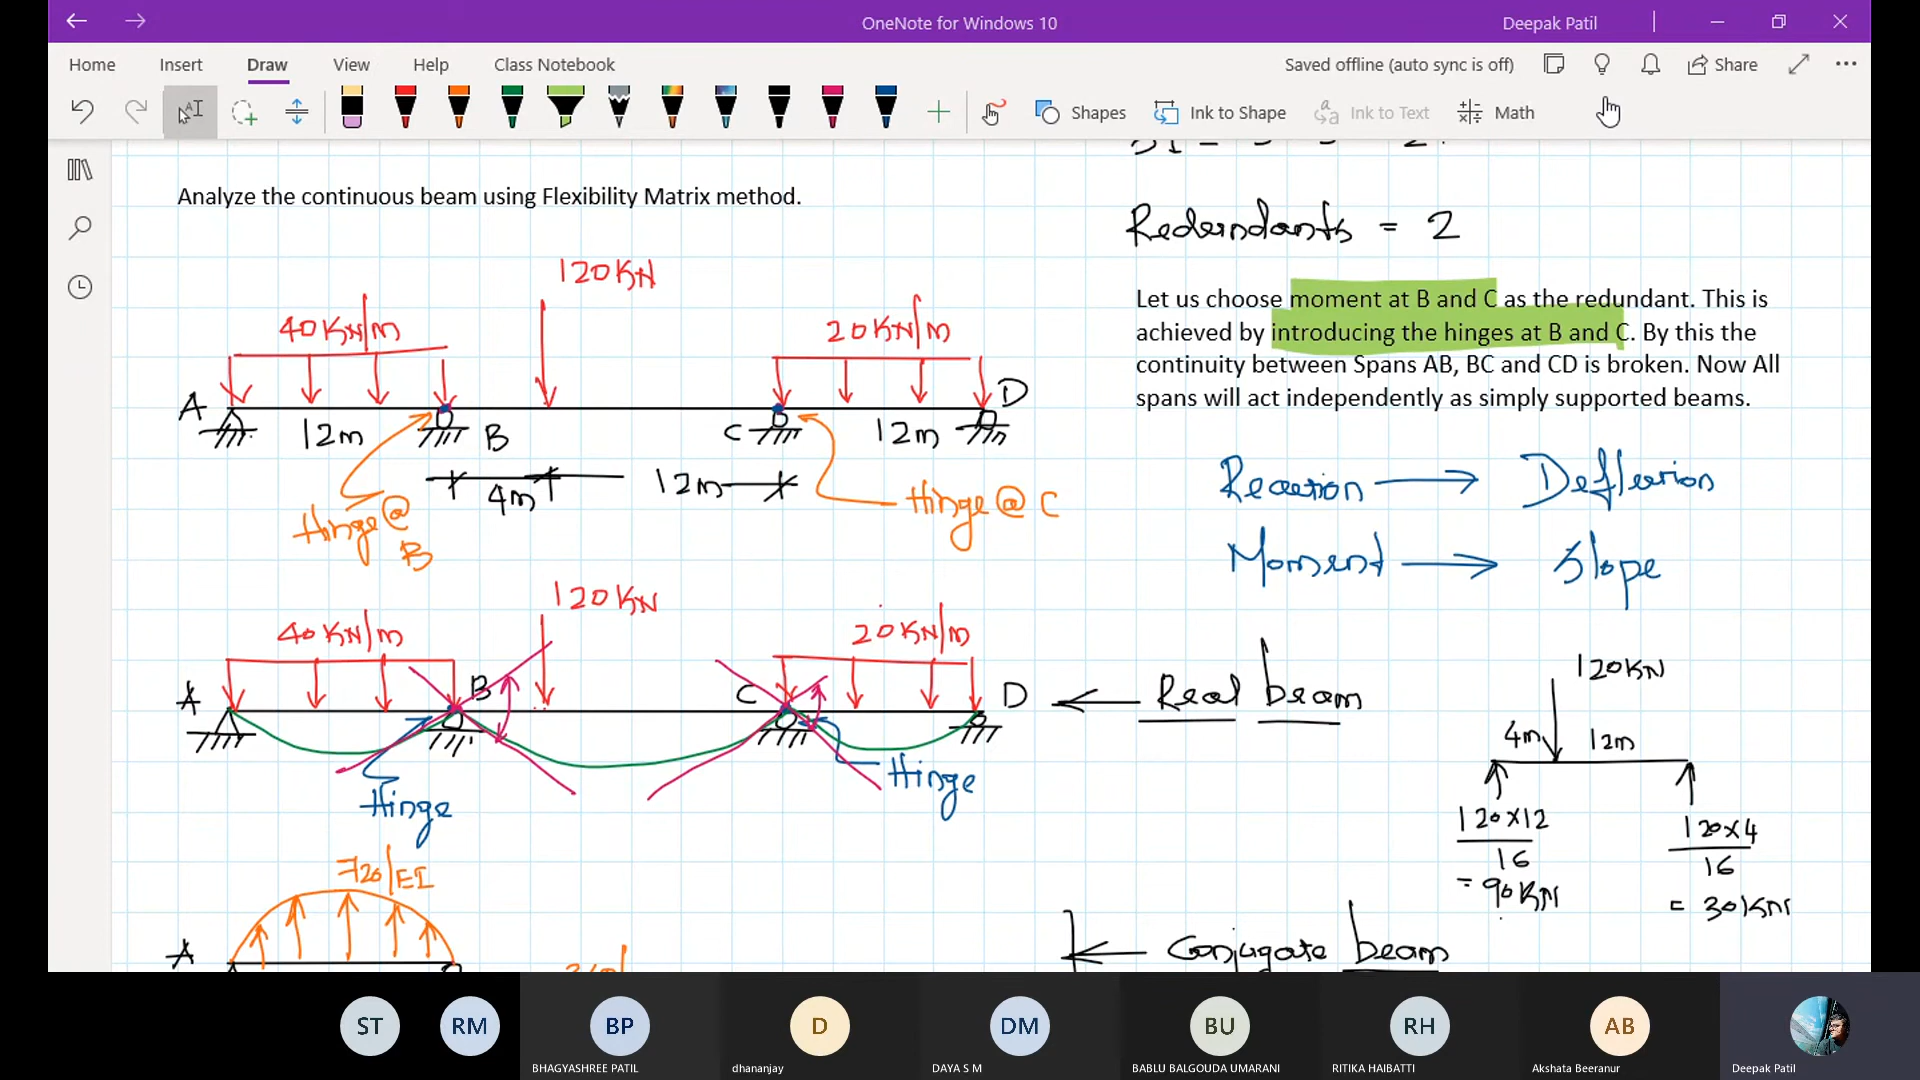 OneNote for Windows 10
Deepak Patil
Home Insert Draw View Help Class Notebook
Saved offline (auto sync is off)
Share
Shapes
Ink to Shape
Ink to Text
Math
Analyze the continuous beam using Flexibility Matrix method.
120KN
40KN/m
20KN/m
A
B
C
D
12m
12m
4m
12m
Hinge @
B
Hinge @ C
120KN
40KN/m
20KN/m
A
B
C
D
Hinge
Hinge
720/EI
A
Rederndants = 2
Let us choose moment at B and C as the redundant. This is
achieved by introducing the hinges at B and C. By this the
continuity between Spans AB, BC and CD is broken. Now All
spans will act independently as simply supported beams.
Reaction → Deflection
Moment → Slope
← Real beam
120KN
4m 12m
120×12
16
= 90KN
120×4
16
= 30KN
← Conjugate beam
ST
RM
BP
D
DM
BU
RH
AB
BHAGYASHREE PATIL
dhananjay
DAYA S M
BABLU BALGOUDA UMARANI
RITIKA HAIBATTI
Akshata Beeranur
Deepak Patil